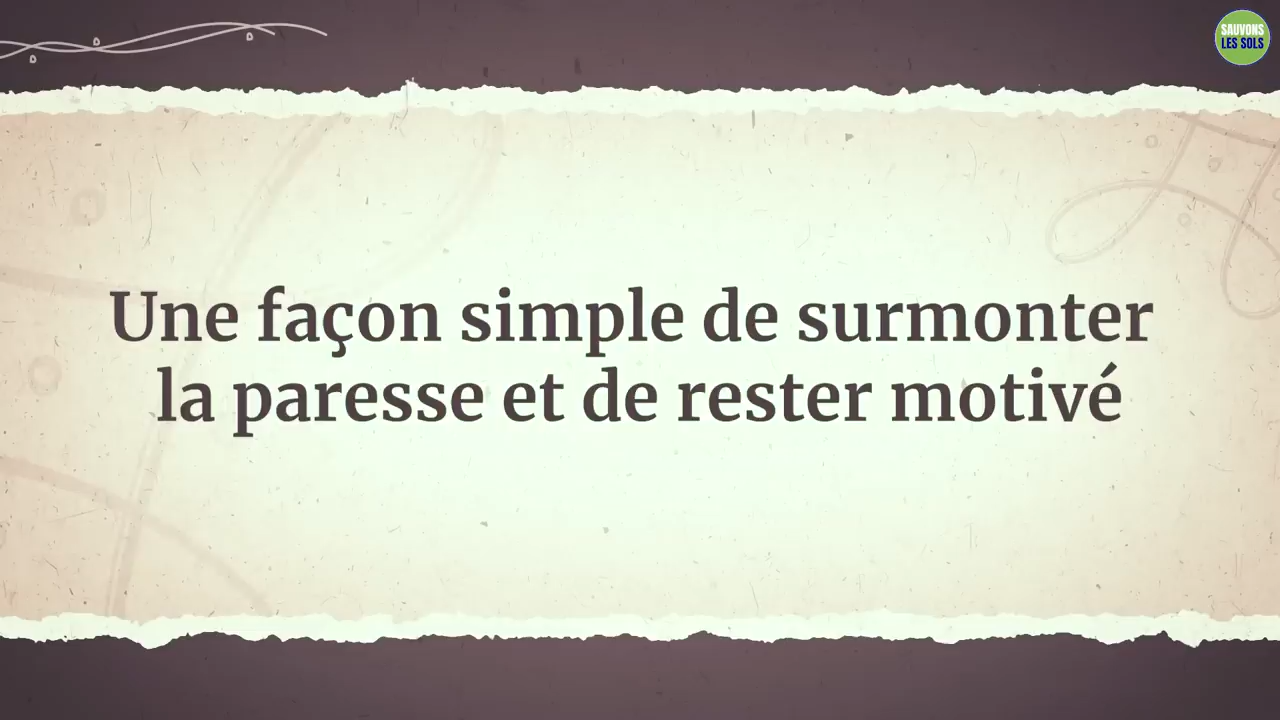 SAUVONS
LES SOLS
Une façon simple de surmonter
la paresse et de rester motivé